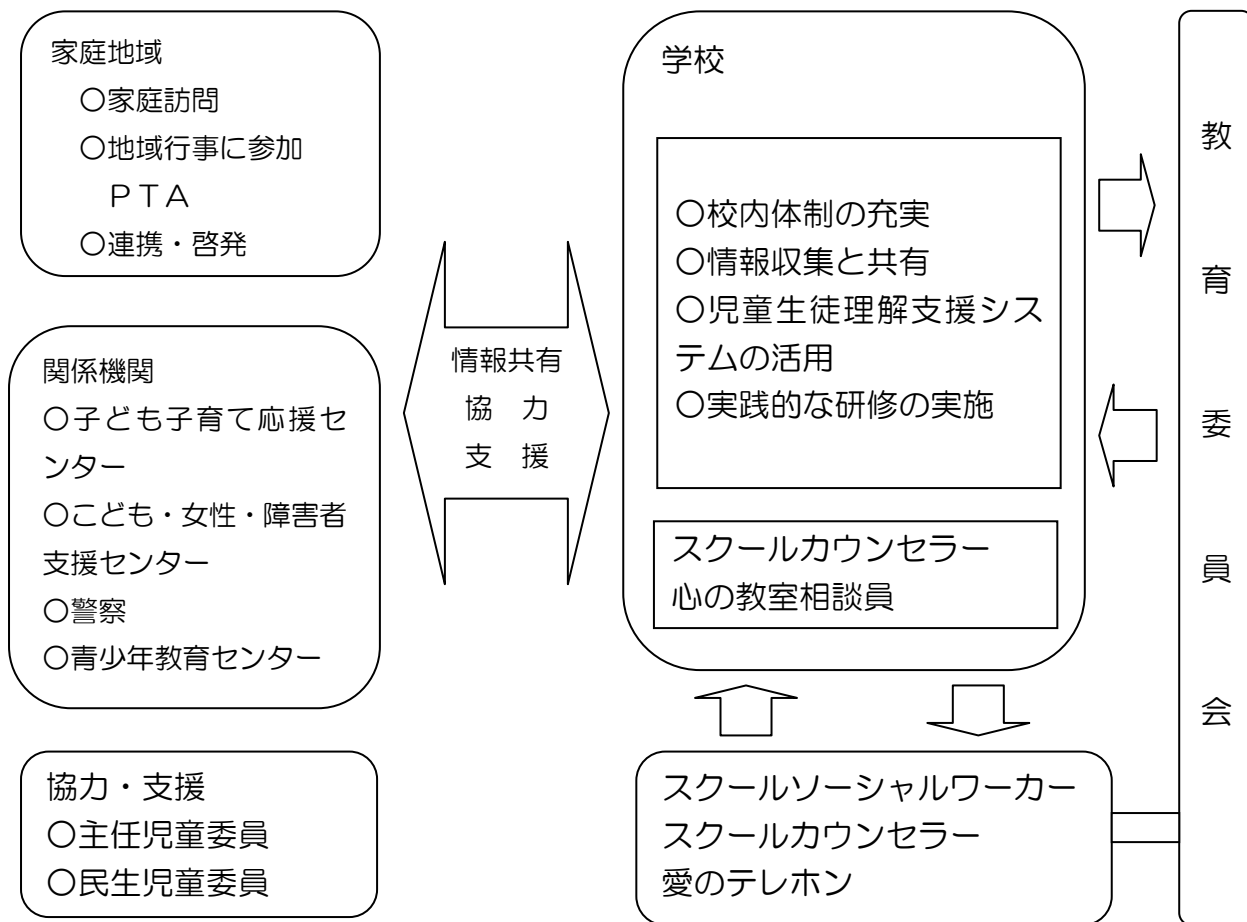 家庭地域
○家庭訪問
○地域行事に参加
ＰＴＡ
○連携・啓発
関係機関
○子ども子育て応援セ
ンター
○こども・女性・障害者
支援センター
○警察
○青少年教育センター
協力・支援
○主任児童委員
○民生児童委員
情報共有
協　力
支　援
学校
○校内体制の充実
○情報収集と共有
○児童生徒理解支援シス
テムの活用
○実践的な研修の実施
スクールカウンセラー
心の教室相談員
スクールソーシャルワーカー
スクールカウンセラー
愛のテレホン
教
育
委
員
会